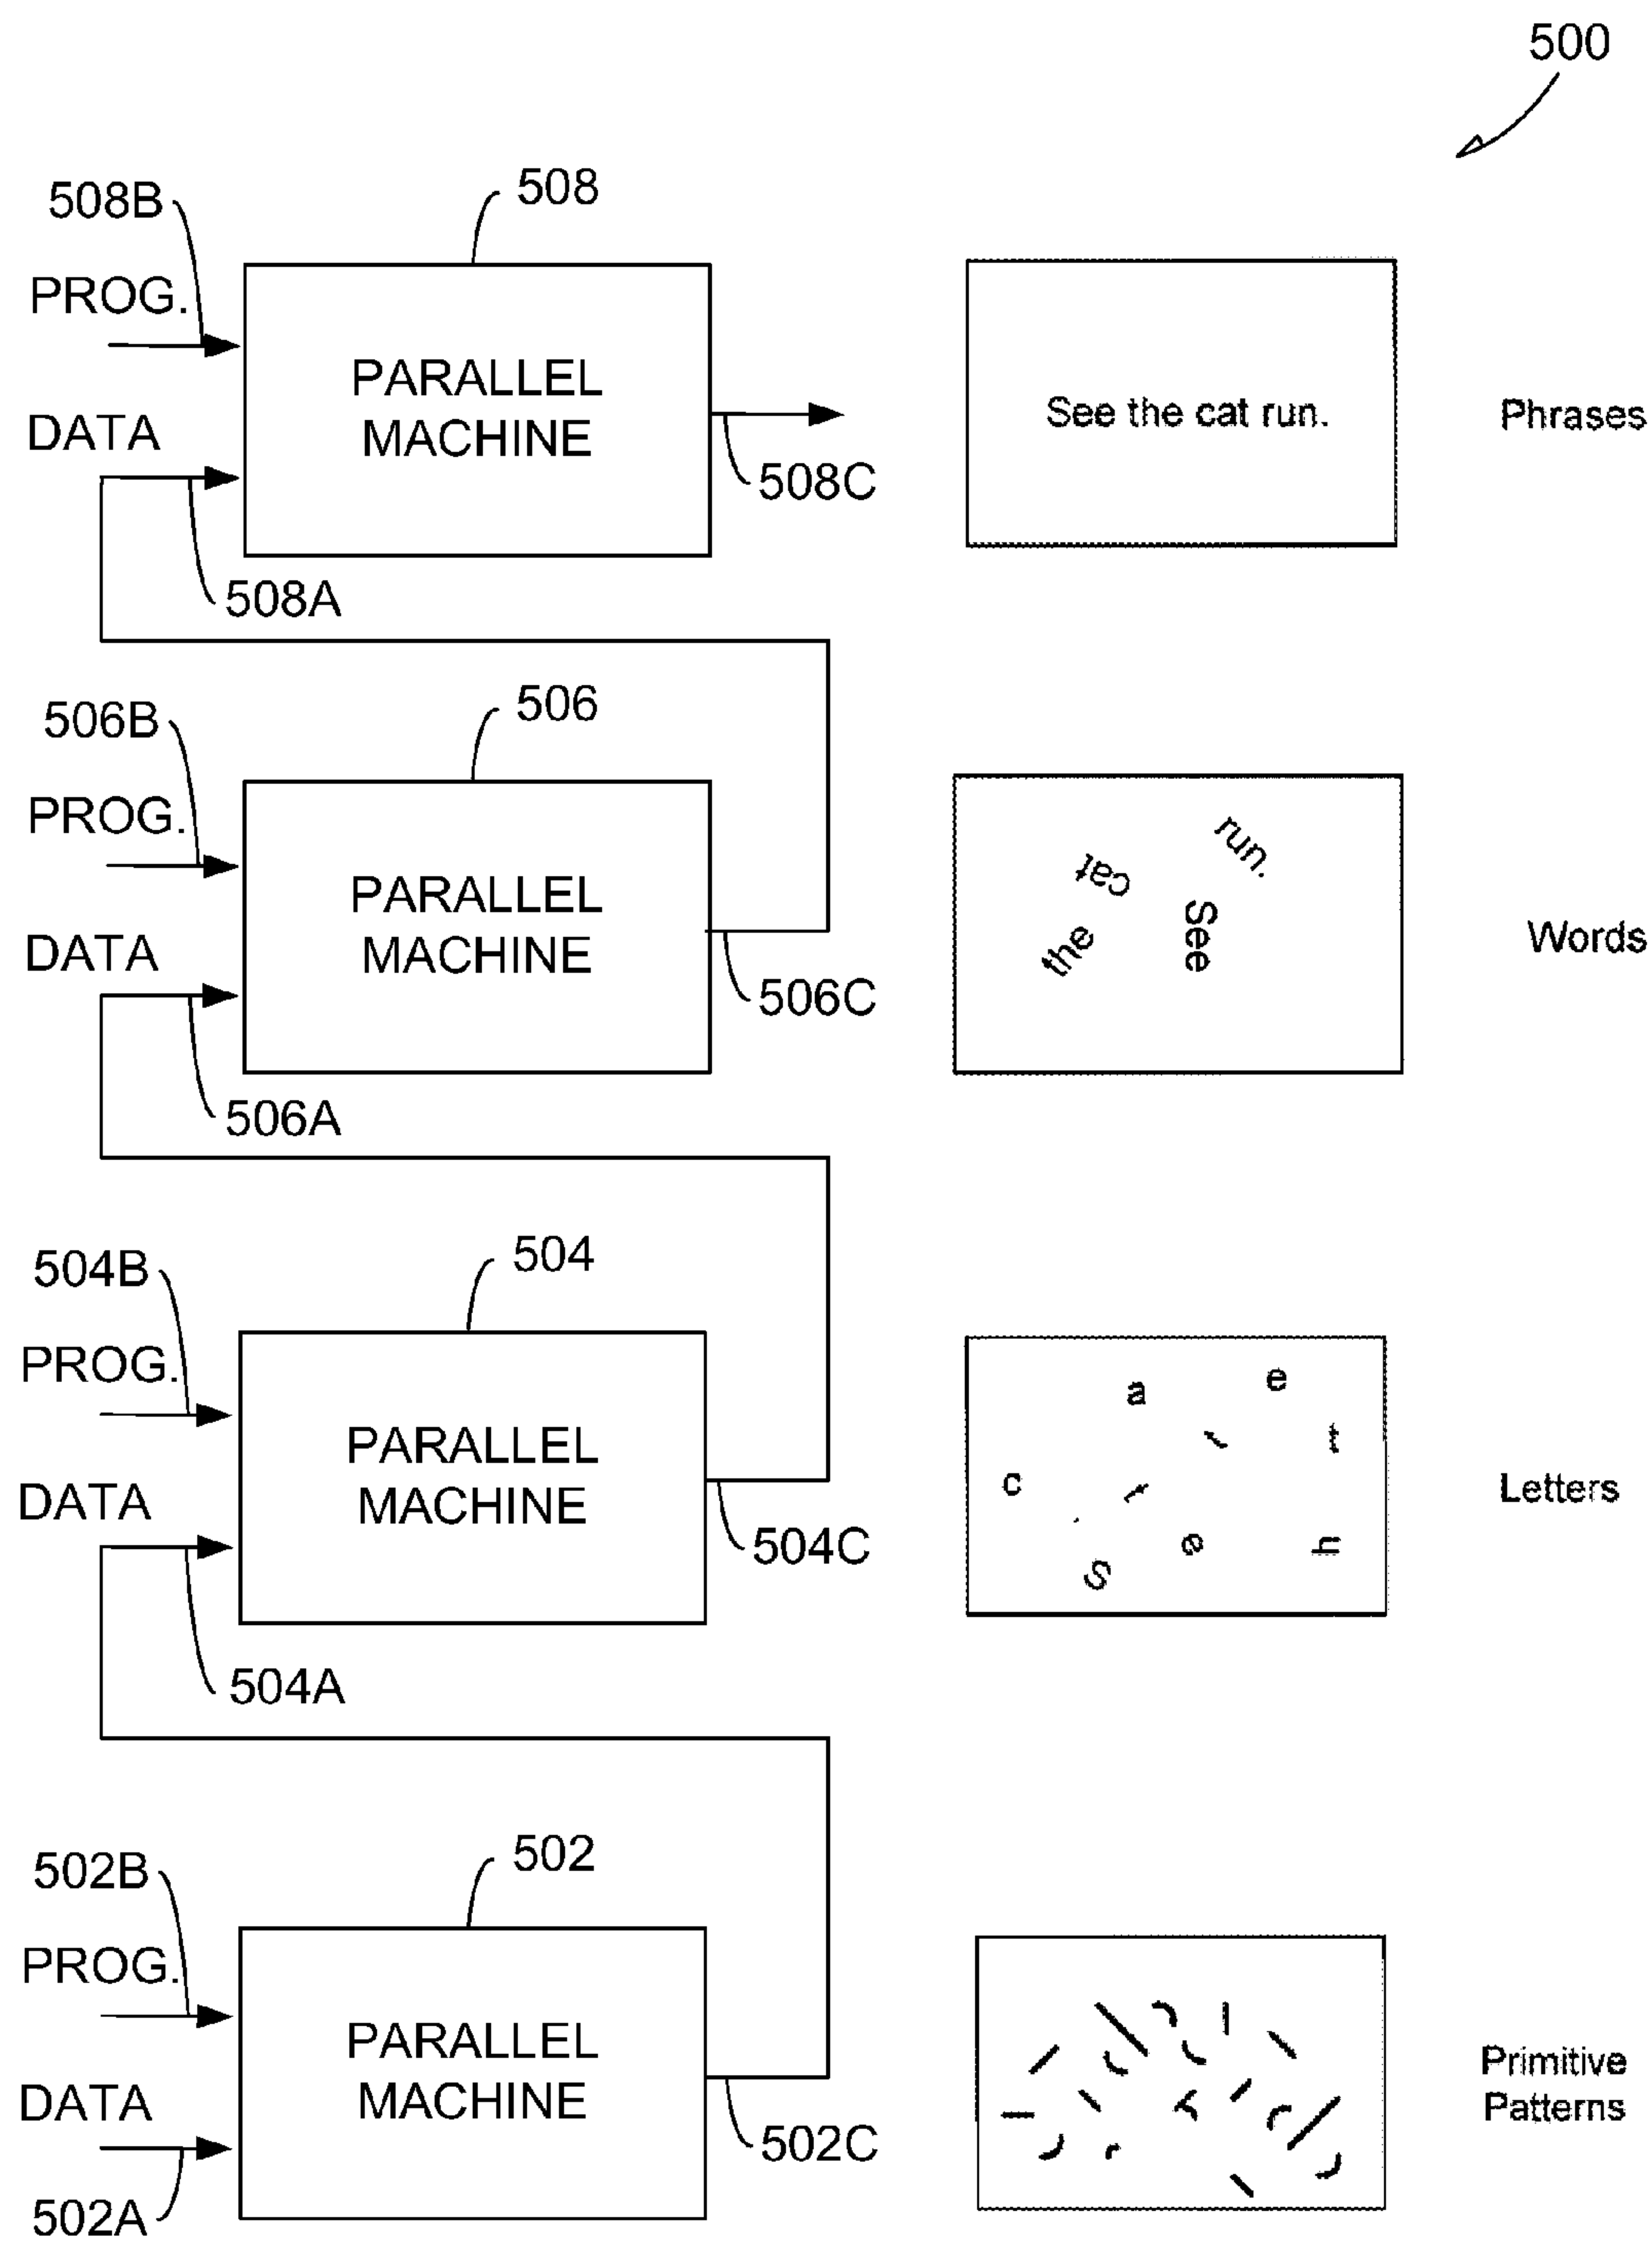 500
508B
508
PROG.
PARALLEL
MACHINE
See the cat run.
Phrases
DATA
508C
508A
506B
506
PROG.
run.
cat
PARALLEL
MACHINE
See
the
Words
DATA
506C
506A
504B
504
PROG.
a
e
PARALLEL
MACHINE
t
c
Letters
DATA
504C
e
h
S
504A
502B
502
PROG.
PARALLEL
MACHINE
Primitive
Patterns
DATA
502C
502A